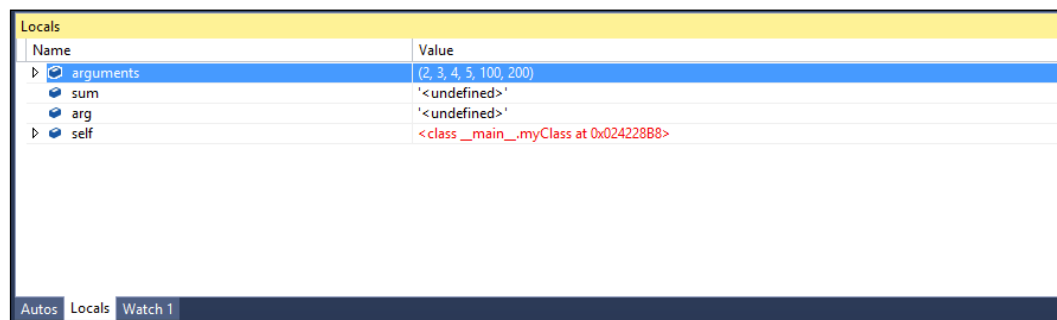 Locals
Name Value
arguments (2, 3, 4, 5, 100, 200)
sum '<undefined>'
arg '<undefined>'
self <class __main__.myClass at 0x024228B8>
Autos Locals Watch 1